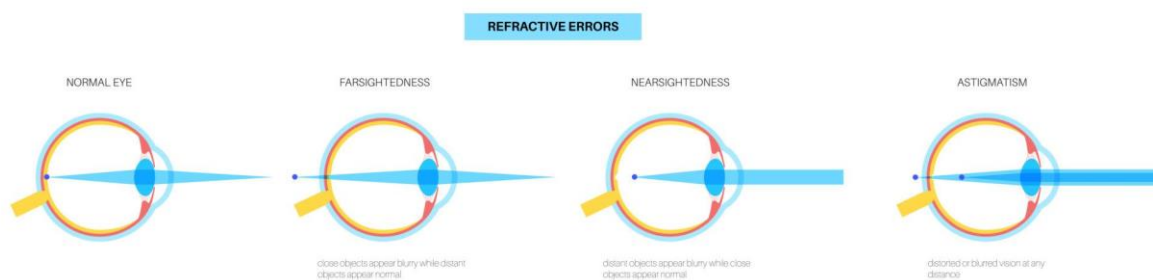 REFRACTIVE ERRORS
NORMAL EYE
FARSIGHTEDNESS
NEARSIGHTEDNESS
ASTIGMATISM
close objects appear blurry while distant
objects appear normal
distant objects appear blurry while close
objects appear normal
distorted or blurred vision at any
distance